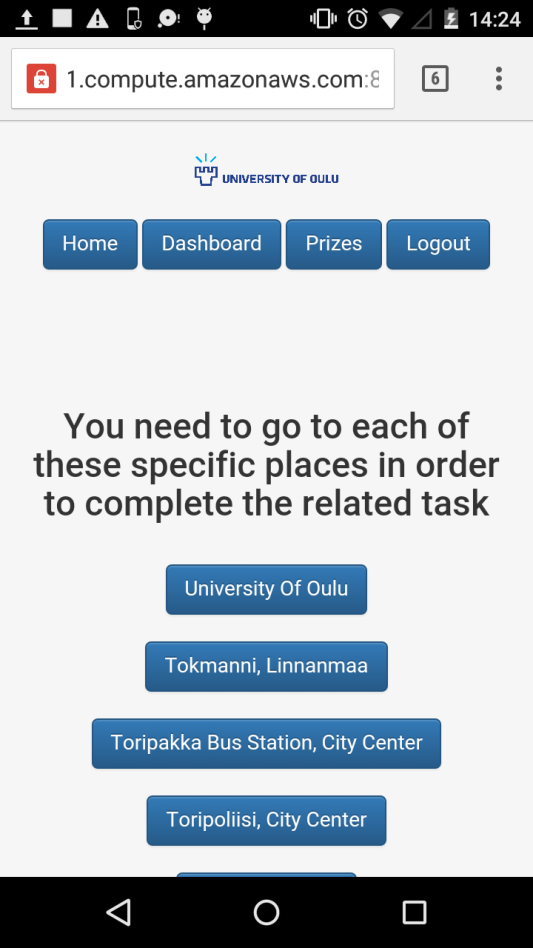 14:24
1.compute.amazonaws.com:8
6
UNIVERSITY OF OULU
Home
Dashboard
Prizes
Logout
You need to go to each of
these specific places in order
to complete the related task
University Of Oulu
Tokmanni, Linnanmaa
Toripakka Bus Station, City Center
Toripoliisi, City Center